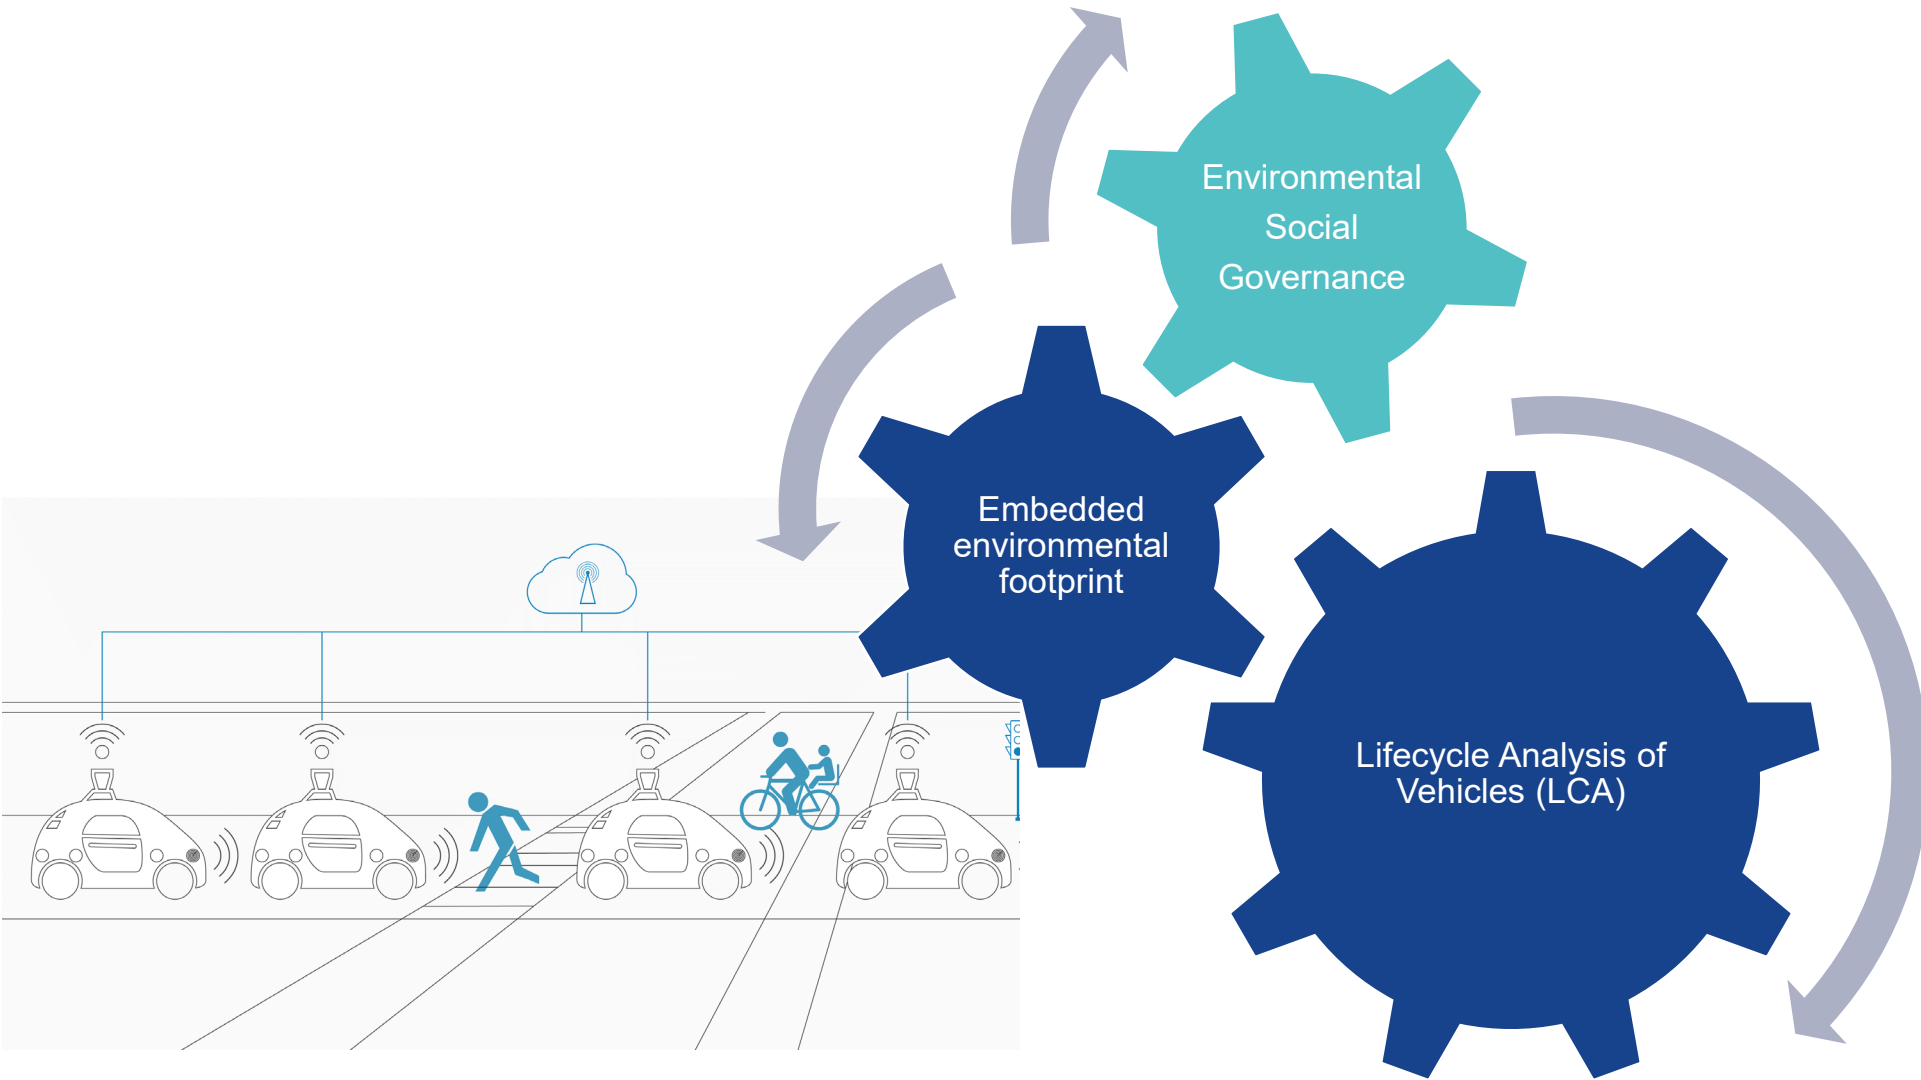 Environmental
Social
Governance
Embedded
environmental
footprint
Lifecycle Analysis of
Vehicles (LCA)